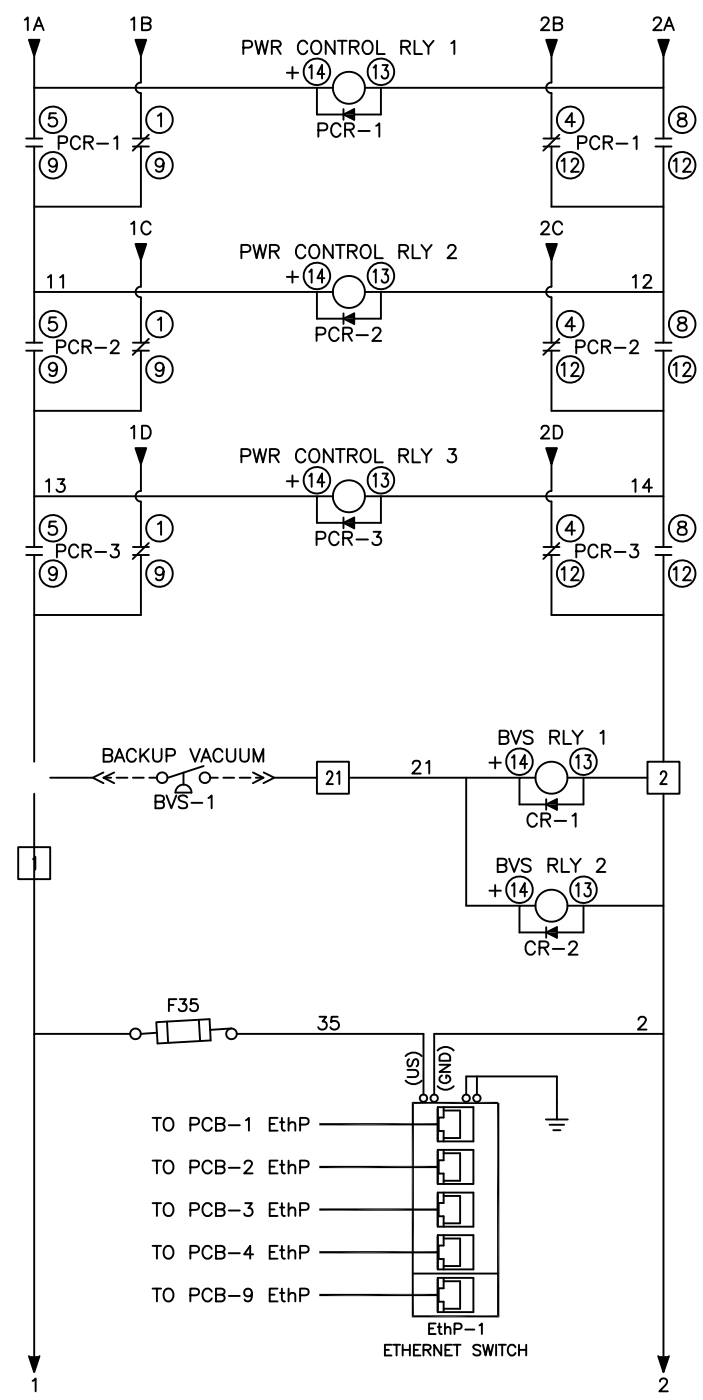 1A 1B 2B 2A
PWR CONTROL RLY 1
+ 14 13
5 1 4 8
PCR-1
PCR-1 PCR-1
9 9 12 12
1C 2C
PWR CONTROL RLY 2
11 + 14 13 12
5 1 4 8
PCR-2
PCR-2 PCR-2
9 9 12 12
1D 2D
PWR CONTROL RLY 3
13 + 14 13 14
5 1 4 8
PCR-3
PCR-3 PCR-3
9 9 12 12
BVS RLY 1
BACKUP VACUUM
21 + 14 13
21 2
BVS-1
CR-1
1
BVS RLY 2
+ 14 13
CR-2
F35
35 2
(US) (GND)
TO PCB-1 EthP
TO PCB-2 EthP
TO PCB-3 EthP
TO PCB-4 EthP
TO PCB-9 EthP
EthP-1
ETHERNET SWITCH
1 2